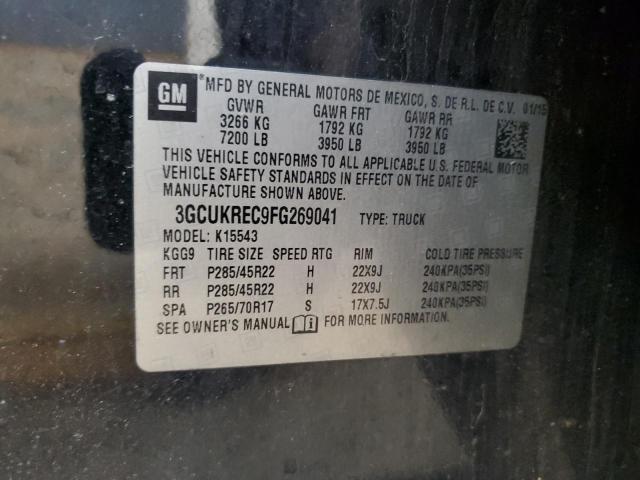 GM
MFD BY GENERAL MOTORS DE MEXICO, S. DE R.L. DE C.V. 01/15
GVWR GAWR FRT GAWR RR
3266 KG 1792 KG 1792 KG
7200 LB 3950 LB 3950 LB
THIS VEHICLE CONFORMS TO ALL APPLICABLE U.S. FEDERAL MOTOR
VEHICLE SAFETY STANDARDS IN EFFECT ON THE DATE OF
MANUFACTURE SHOWN ABOVE.
3GCUKREC9FG269041 TYPE: TRUCK
MODEL: K15543
KGG9 TIRE SIZE SPEED RTG RIM COLD TIRE PRESSURE
FRT P285/45R22 H 22X9J 240KPA(35PSI)
RR P285/45R22 H 22X9J 240KPA(35PSI)
SPA P265/70R17 S 17X7.5J 240KPA(35PSI)
SEE OWNER'S MANUAL FOR MORE INFORMATION.